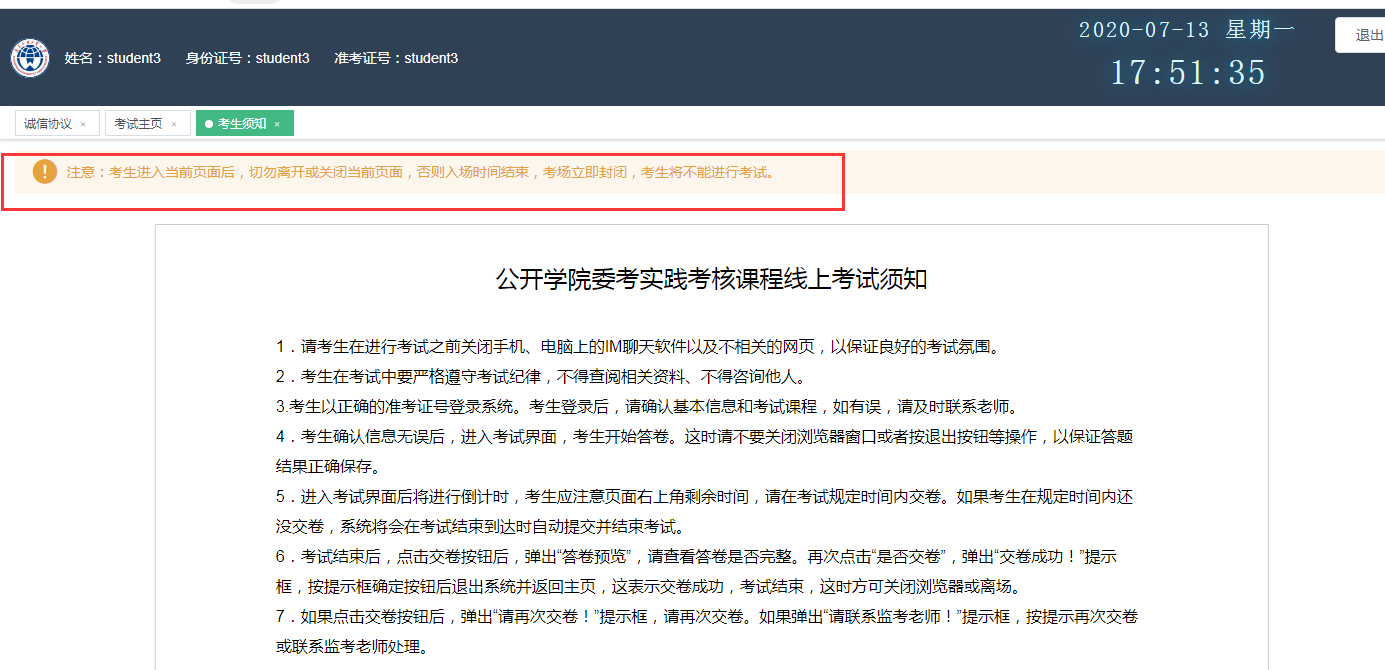 2020-07-13 星期一
退出
姓名：student3 身份证号：student3 准考证号：student3
17:51:35
诚信协议 × 考试主页 × 考生须知 ×
注意：考生进入当前页面后，切勿离开或关闭当前页面，否则入场时间结束，考场立即封闭，考生将不能进行考试。
公开学院委考实践考核课程线上考试须知
1．请考生在进行考试之前关闭手机、电脑上的IM聊天软件以及不相关的网页，以保证良好的考试氛围。
2．考生在考试中要严格遵守考试纪律，不得查阅相关资料、不得咨询他人。
3.考生以正确的准考证号登录系统。考生登录后，请确认基本信息和考试课程，如有误，请及时联系老师。
4．考生确认信息无误后，进入考试界面，考生开始答卷。这时请不要关闭浏览器窗口或者按退出按钮等操作，以保证答题
结果正确保存。
5．进入考试界面后将进行倒计时，考生应注意页面右上角剩余时间，请在考试规定时间内交卷。如果考生在规定时间内还
没交卷，系统将会在考试结束到达时自动提交并结束考试。
6．考试结束后，点击交卷按钮后，弹出“答卷预览”，请查看答卷是否完整。再次点击“是否交卷”，弹出“交卷成功！”提示
框，按提示框确定按钮后退出系统并返回主页，这表示交卷成功，考试结束，这时方可关闭浏览器或离场。
7．如果点击交卷按钮后，弹出“请再次交卷！”提示框，请再次交卷。如果弹出“请联系监考老师！”提示框，按提示再次交卷
或联系监考老师处理。